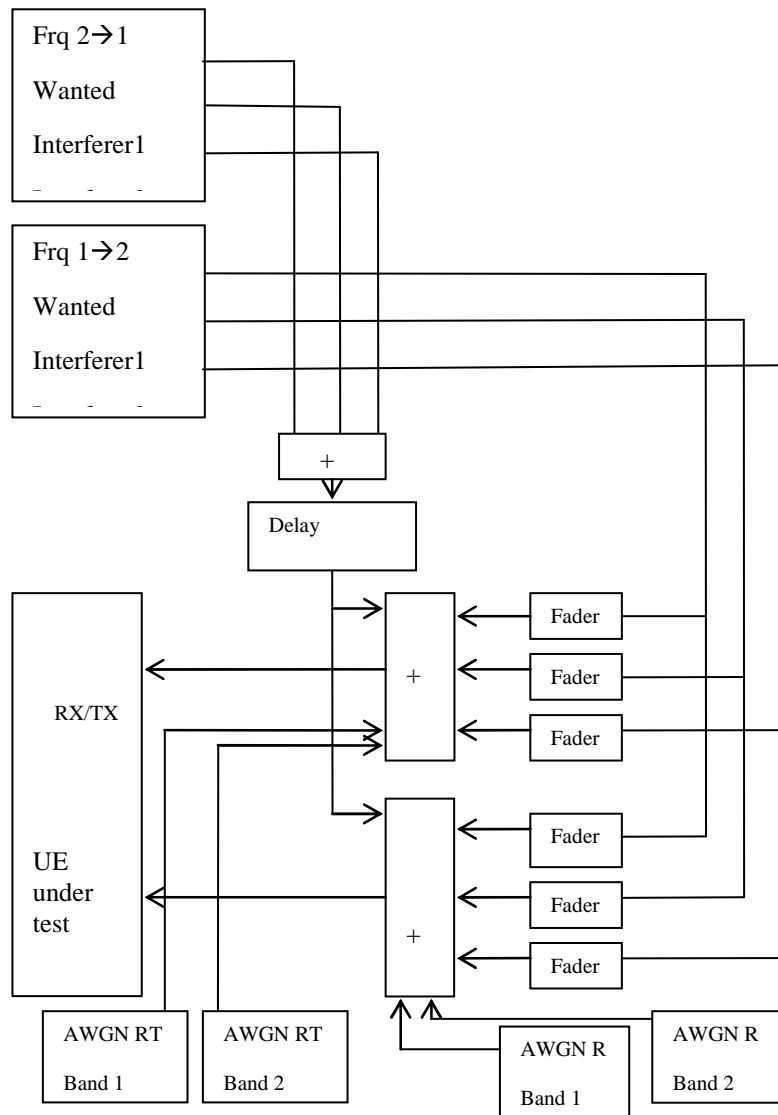 Frq 2→1
Wanted
Interferer1
Frq 1→2
Wanted
Interferer1
+
Delay
Fader
Fader
+
RX/TX
Fader
Fader
UE
under
test
Fader
+
Fader
AWGN RT
Band 1
AWGN RT
Band 2
AWGN R
Band 1
AWGN R
Band 2